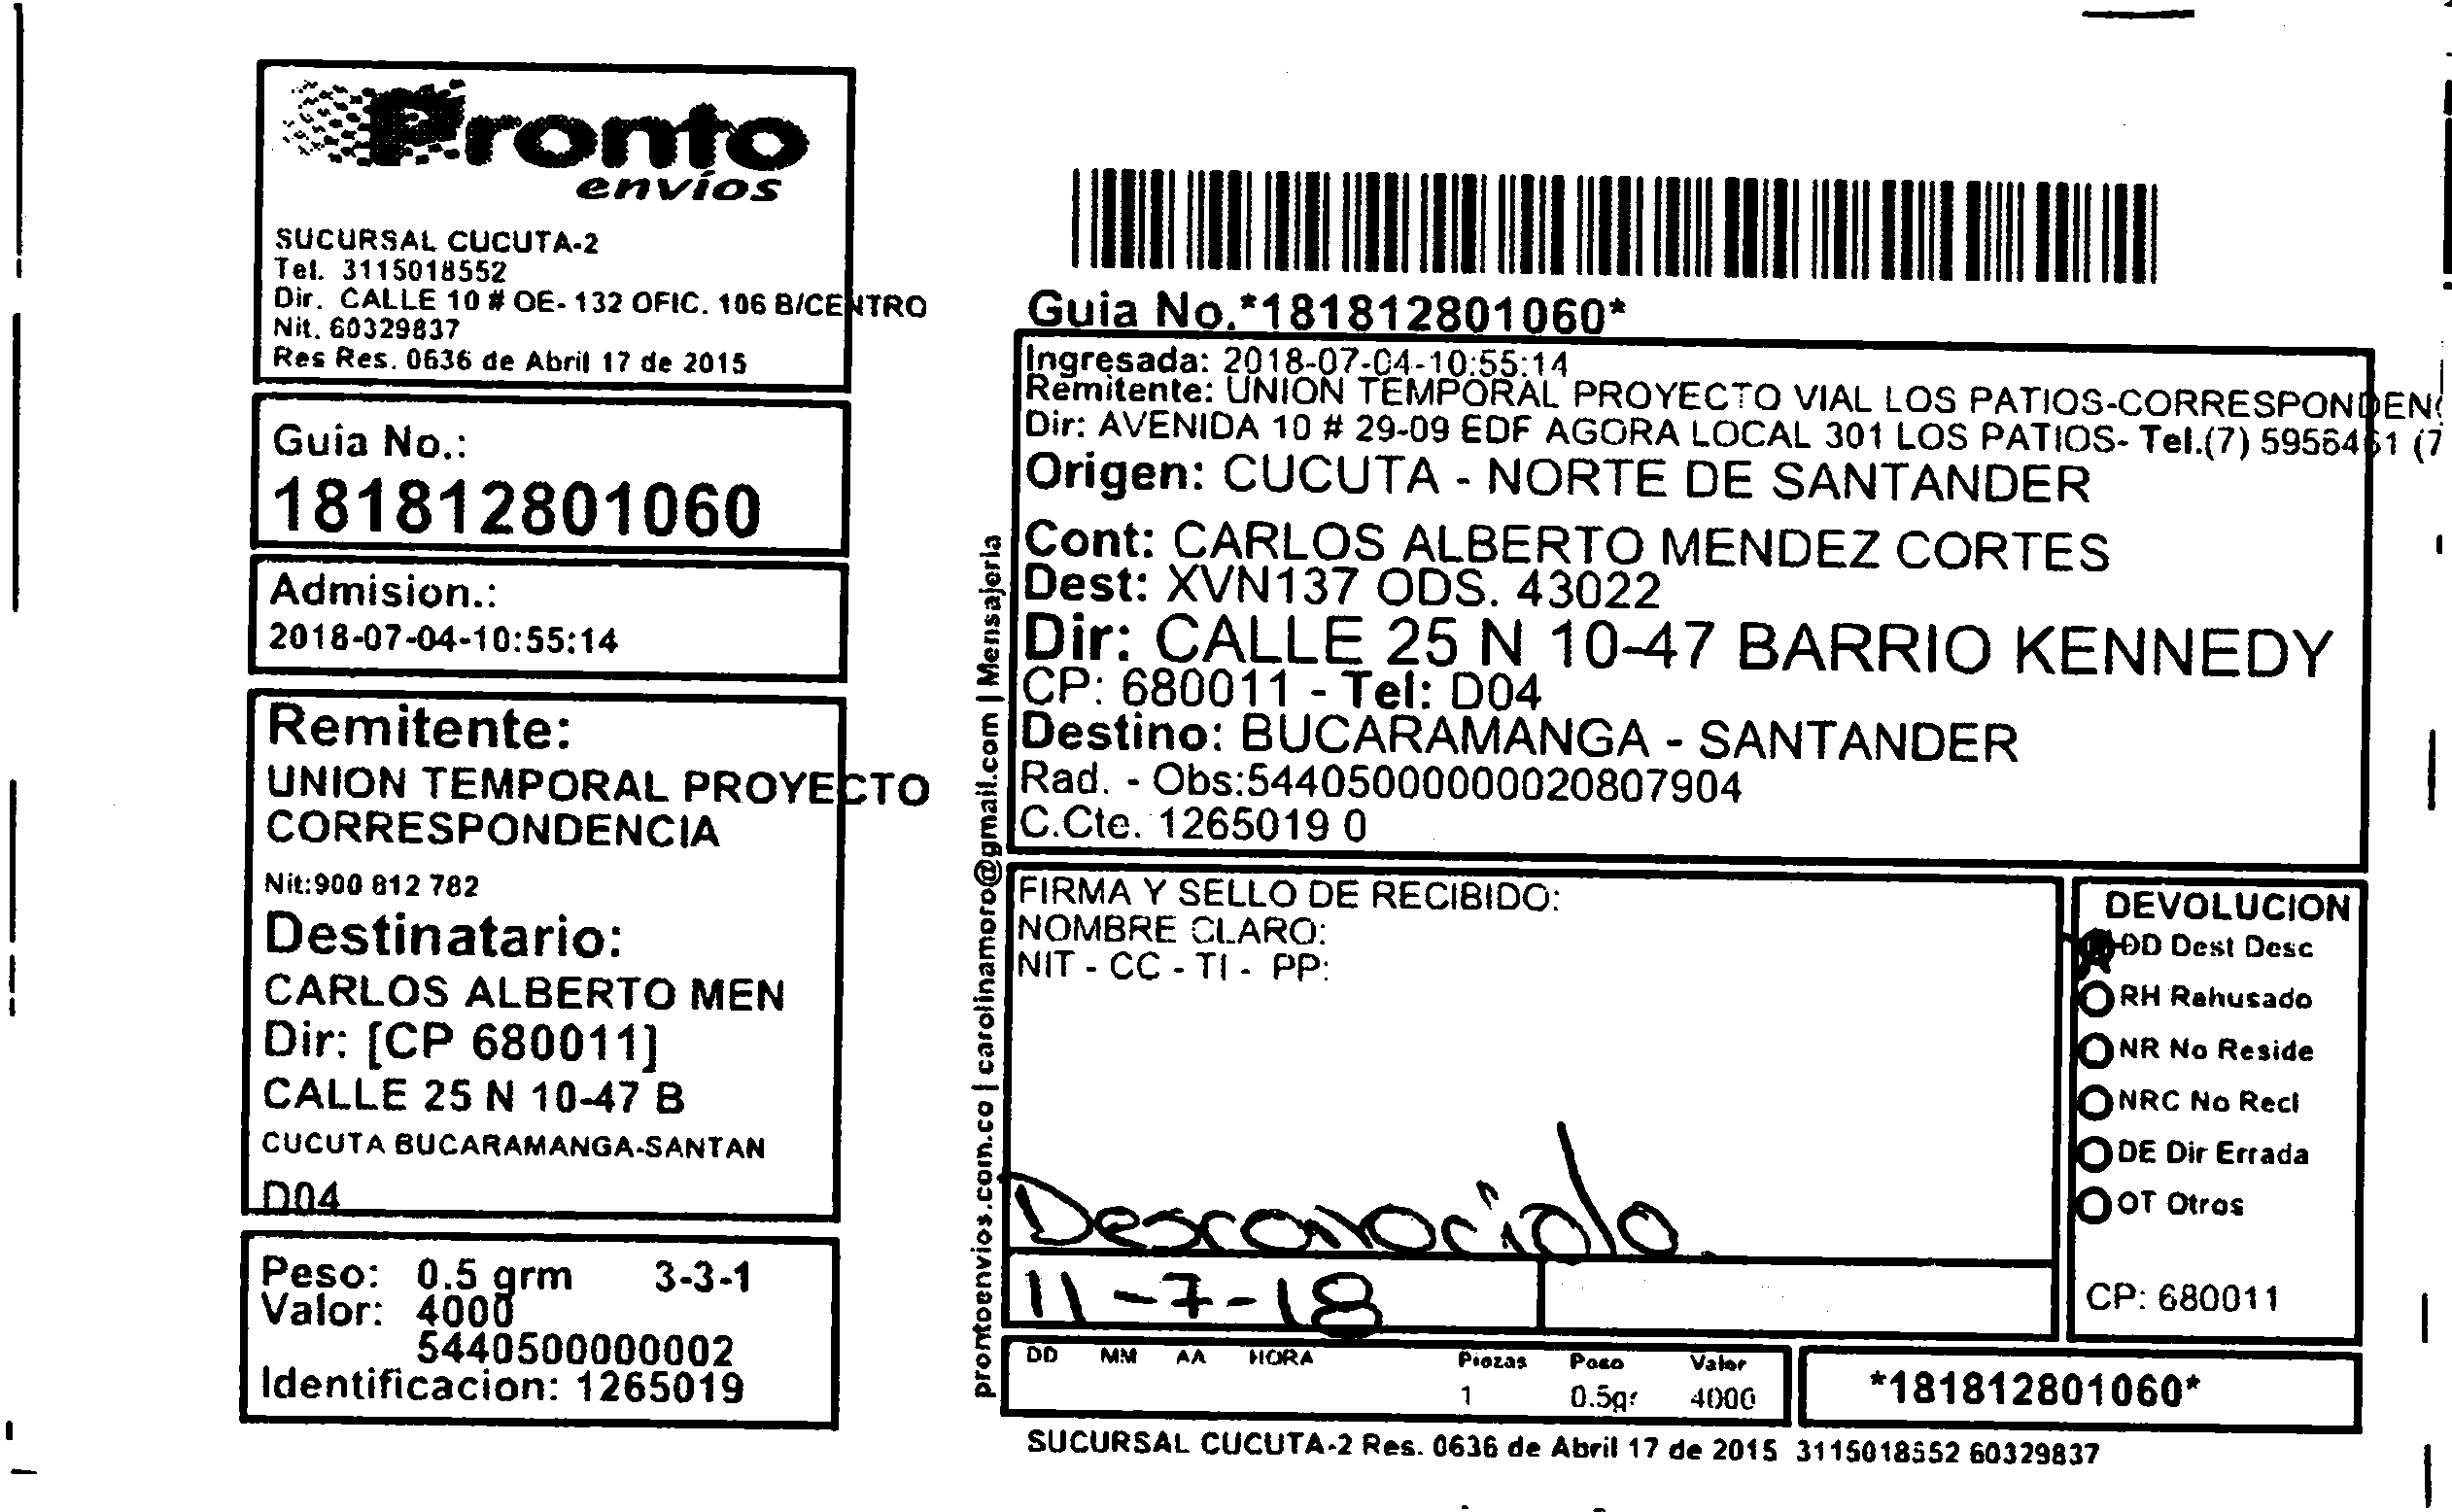 Pronto
envíos
SUCURSAL CUCUTA-2
Tel. 3115018552
Dir. CALLE 10 # OE- 132 OFIC. 106 B/CENTRO
Nit. 60329837
Res Res. 0636 de Abril 17 de 2015
Guia No.:
181812801060
Admision.:
2018-07-04-10:55:14
Remitente:
UNION TEMPORAL PROYECTO
CORRESPONDENCIA
Nit:900 812 782
Destinatario:
CARLOS ALBERTO MEN
Dir: [CP 680011]
CALLE 25 N 10-47 B
CUCUTA BUCARAMANGA-SANTAN
D04
Peso: 0.5 grm 3-3-1
Valor: 4000
5440500000002
Identificacion: 1265019
prontoenvios.com.co | carolinamoro@gmail.com | Mensajeria
Guia No.*181812801060*
Ingresada: 2018-07-04-10:55:14
Remitente: UNION TEMPORAL PROYECTO VIAL LOS PATIOS-CORRESPONDEN
Dir: AVENIDA 10 # 29-09 EDF AGORA LOCAL 301 LOS PATIOS- Tel.(7) 5956461 (7
Origen: CUCUTA - NORTE DE SANTANDER
Cont: CARLOS ALBERTO MENDEZ CORTES
Dest: XVN137 ODS. 43022
Dir: CALLE 25 N 10-47 BARRIO KENNEDY
CP: 680011 - Tel: D04
Destino: BUCARAMANGA - SANTANDER
Rad. - Obs:54405000000020807904
C.Cte. 1265019 0
FIRMA Y SELLO DE RECIBIDO:
NOMBRE CLARO:
NIT - CC - TI - PP:
Desconocido
11-7-18
DD MM AA HORA Piezas Peso Valor
1 0.5gr 4000
DEVOLUCION
DD Dest Desc
RH Rehusado
NR No Reside
NRC No Recl
DE Dir Errada
OT Otros
CP: 680011
*181812801060*
SUCURSAL CUCUTA-2 Res. 0636 de Abril 17 de 2015 3115018552 60329837